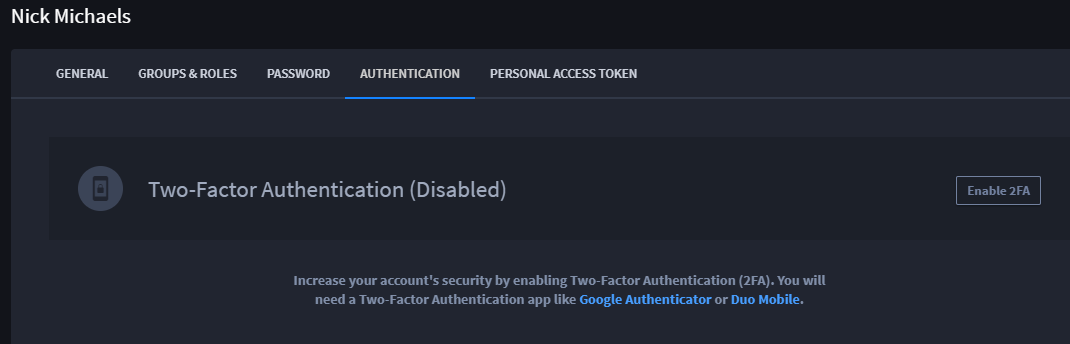 Nick Michaels
GENERAL GROUPS & ROLES PASSWORD AUTHENTICATION PERSONAL ACCESS TOKEN
Two-Factor Authentication (Disabled)
Enable 2FA
Increase your account's security by enabling Two-Factor Authentication (2FA). You will
need a Two-Factor Authentication app like Google Authenticator or Duo Mobile.